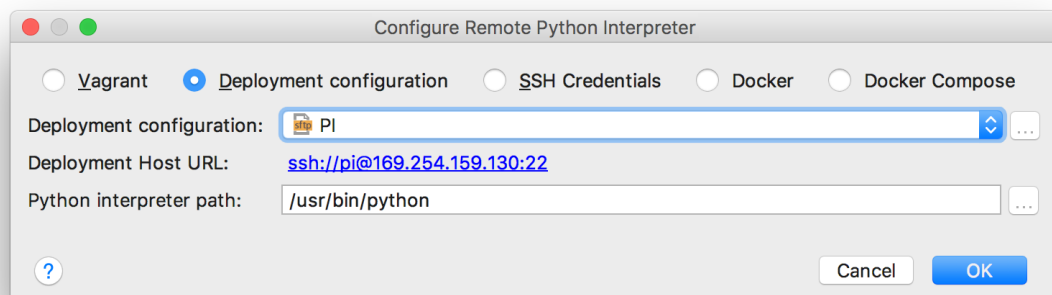 Configure Remote Python Interpreter
Vagrant Deployment configuration SSH Credentials Docker Docker Compose
Deployment configuration: sftp PI ...
Deployment Host URL: ssh://pi@169.254.159.130:22
Python interpreter path: /usr/bin/python ...
? Cancel OK